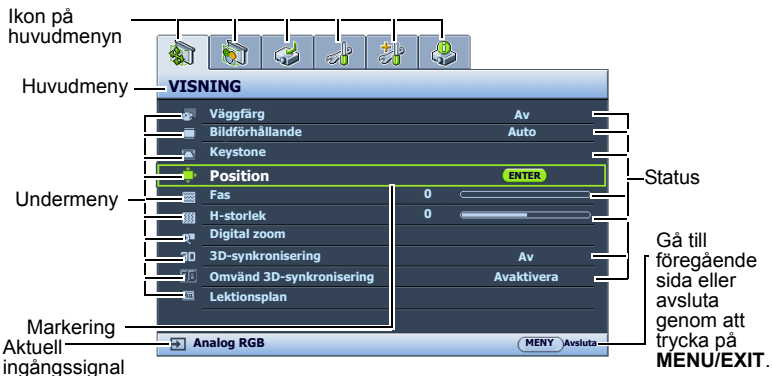 Ikon på
huvudmenyn
Huvudmeny
VISNING
Väggfärg Av
Bildförhållande Auto
Keystone
Position ENTER
Undermeny
Status
Fas 0
H-storlek 0
Digital zoom
3D 3D-synkronisering Av
Omvänd 3D-synkronisering Avaktivera
Lektionsplan
Markering
Aktuell
ingångssignal
Analog RGB MENY Avsluta
Gå till
föregående
sida eller
avsluta
genom att
trycka på
MENU/EXIT.